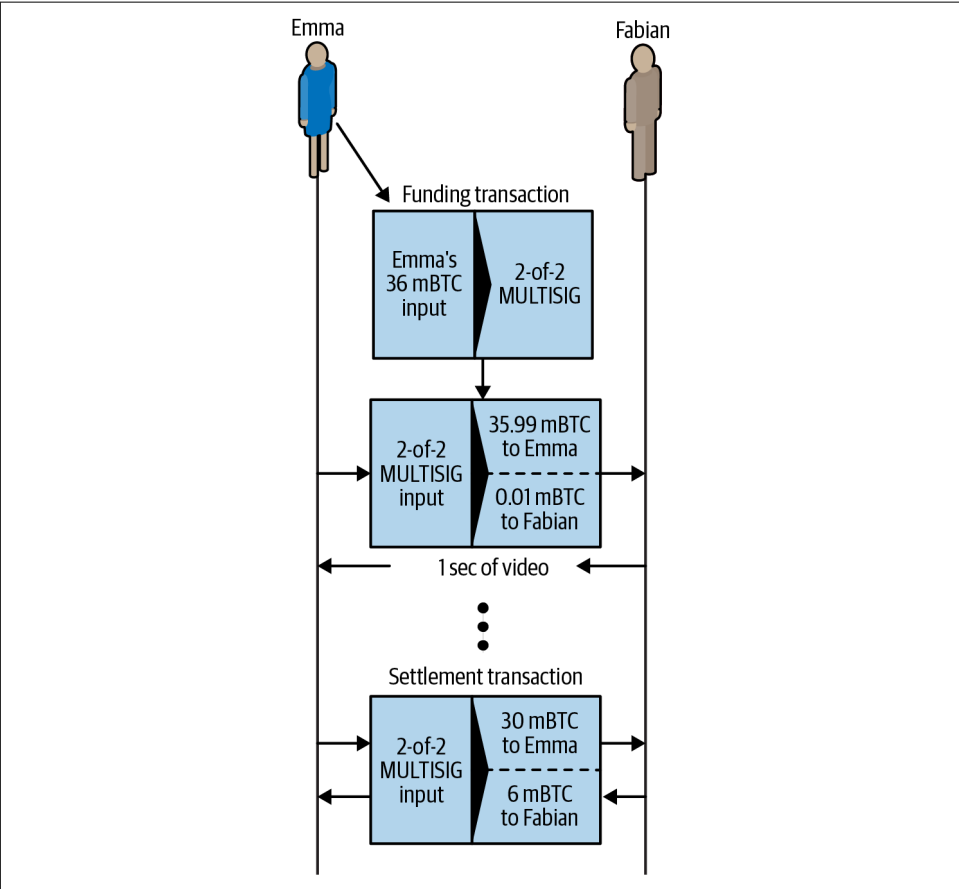 Emma
Fabian
Funding transaction
Emma's
36 mBTC
input
2-of-2
MULTISIG
2-of-2
MULTISIG
input
35.99 mBTC
to Emma
0.01 mBTC
to Fabian
1 sec of video
Settlement transaction
2-of-2
MULTISIG
input
30 mBTC
to Emma
6 mBTC
to Fabian